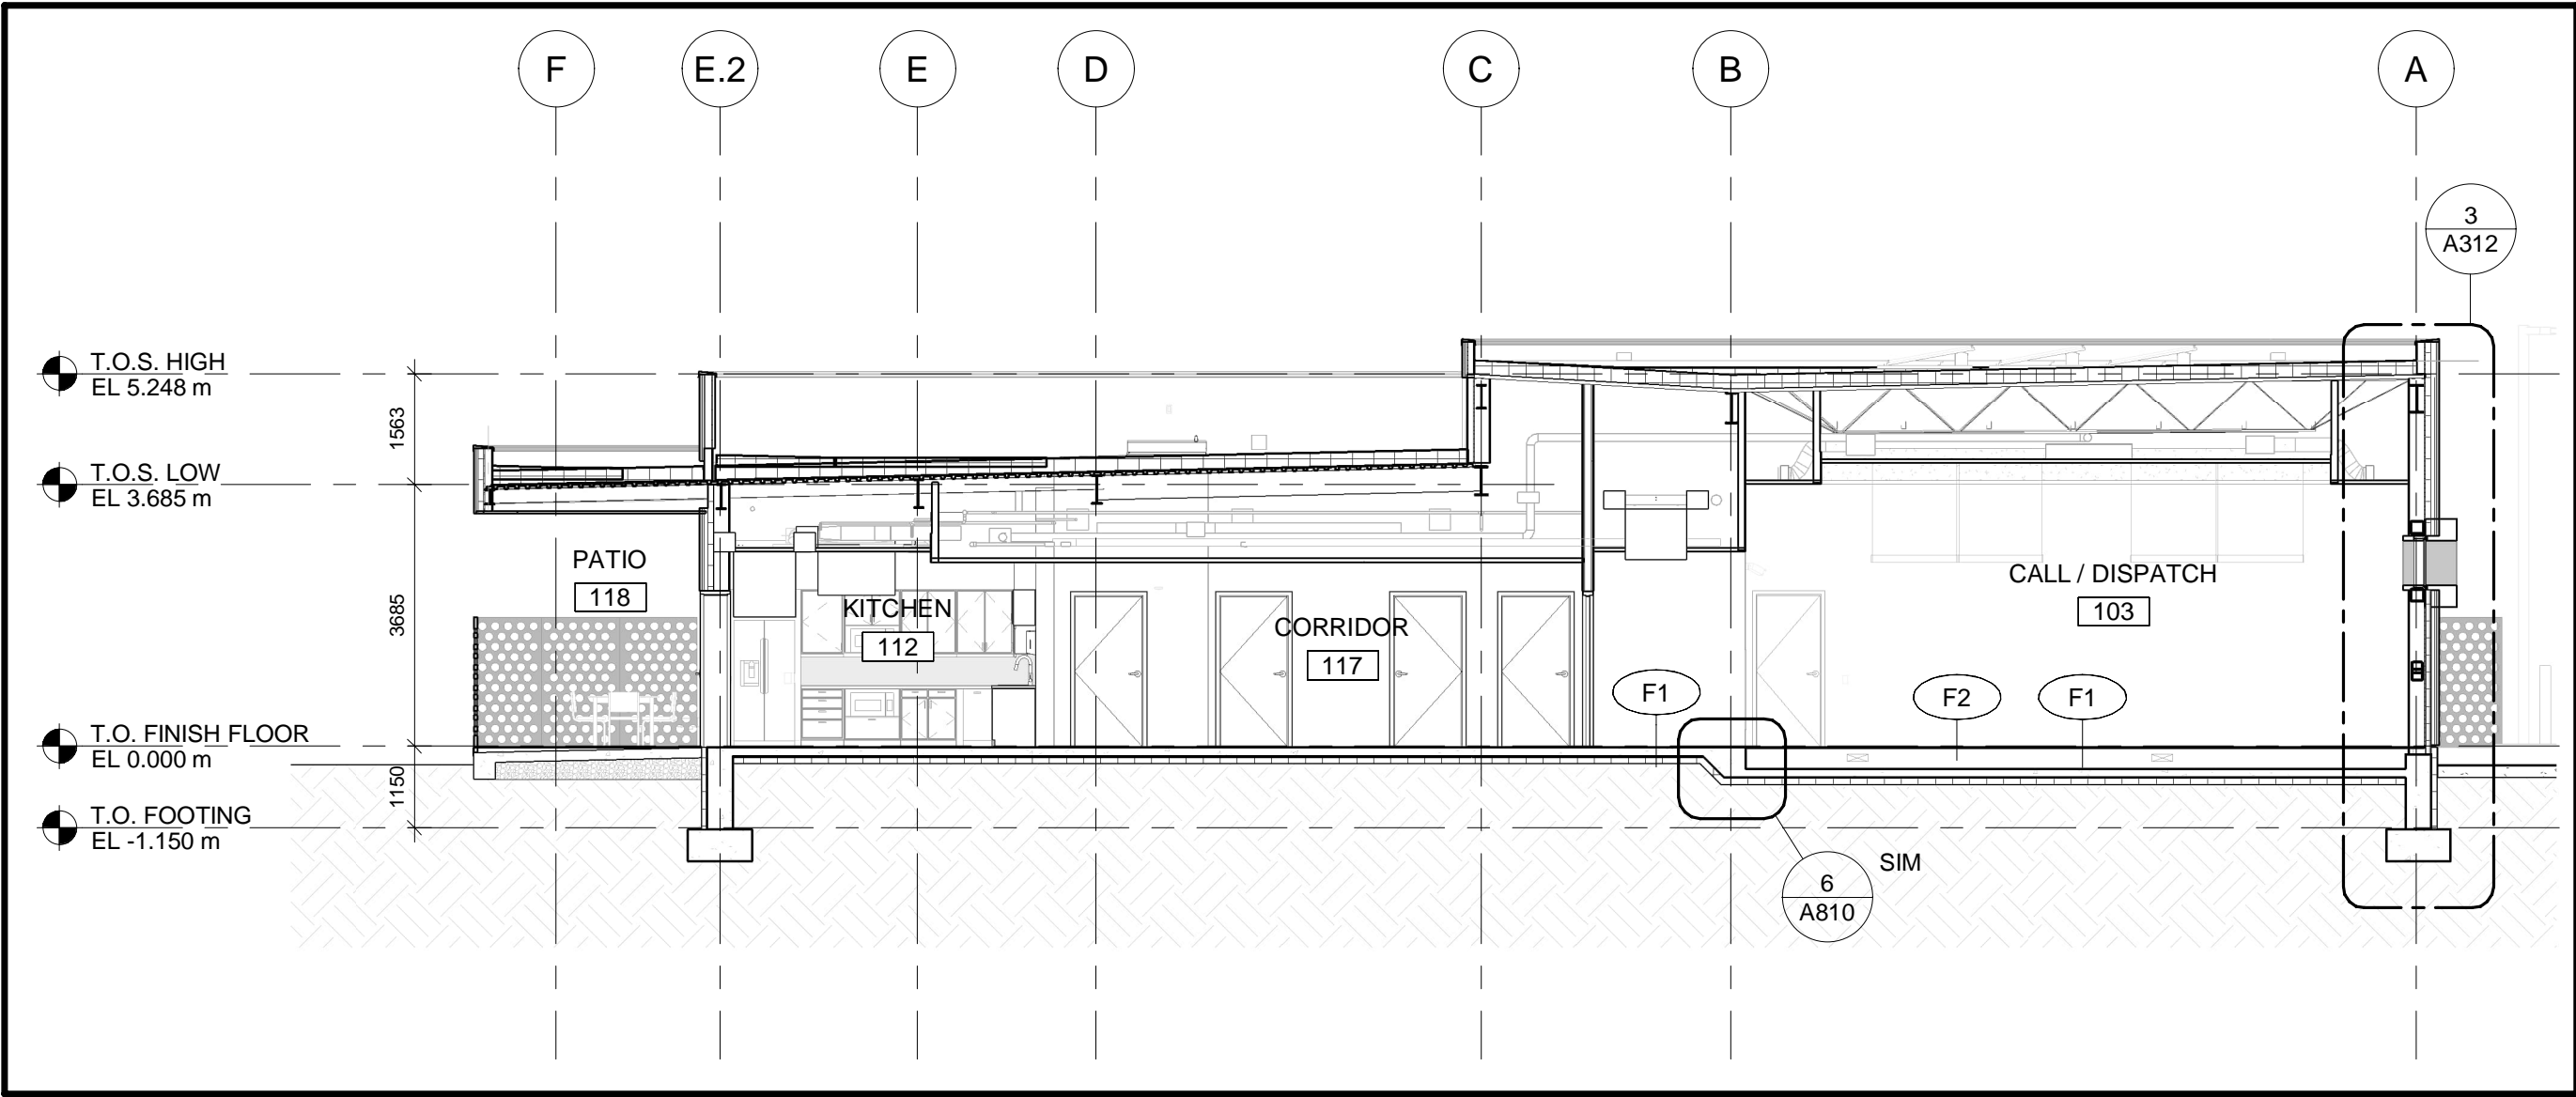 F
E.2
E
D
C
B
A
3
A312
T.O.S. HIGH
EL 5.248 m
1563
T.O.S. LOW
EL 3.685 m
PATIO
118
3685
KITCHEN
112
CORRIDOR
117
CALL / DISPATCH
103
F1
F2
F1
T.O. FINISH FLOOR
EL 0.000 m
1150
T.O. FOOTING
EL -1.150 m
SIM
6
A810